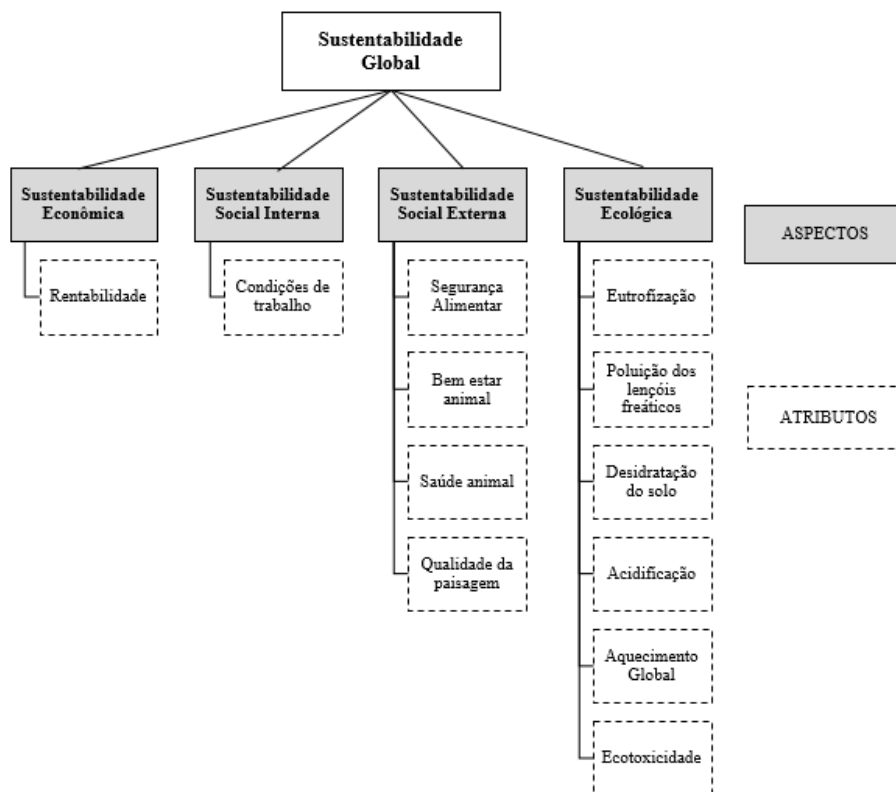 Sustentabilidade
Global
Sustentabilidade
Econômica
Rentabilidade
Sustentabilidade
Social Interna
Condições de
trabalho
Sustentabilidade
Social Externa
Segurança
Alimentar
Bem estar
animal
Saúde animal
Qualidade da
paisagem
Sustentabilidade
Ecológica
Eutrofização
Poluição dos
lençóis
freáticos
Desidratação
do solo
Acidificação
Aquecimento
Global
Ecotoxicidade
ASPECTOS
ATRIBUTOS